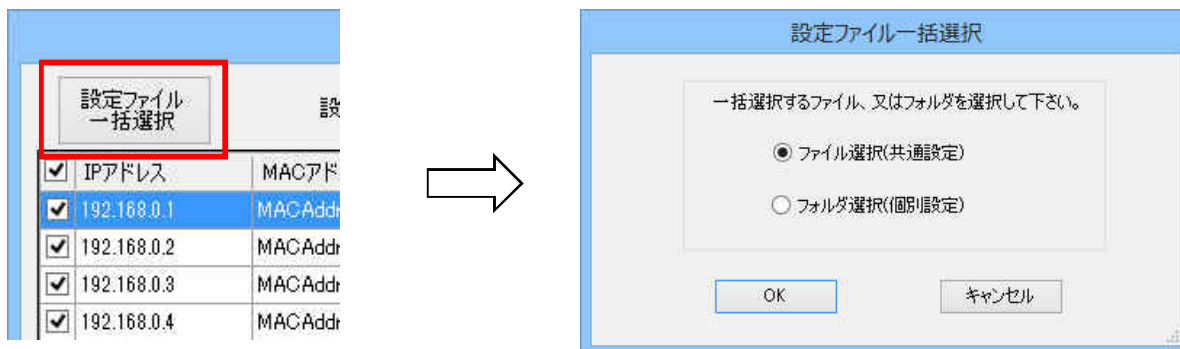 設定ファイル
一括選択
設
IPアドレス
MACアド
192.168.0.1
MACAddr
192.168.0.2
MACAddr
192.168.0.3
MACAddr
192.168.0.4
MACAddr
設定ファイル一括選択
一括選択するファイル、又はフォルダを選択して下さい。
ファイル選択(共通設定)
フォルダ選択(個別設定)
OK
キャンセル